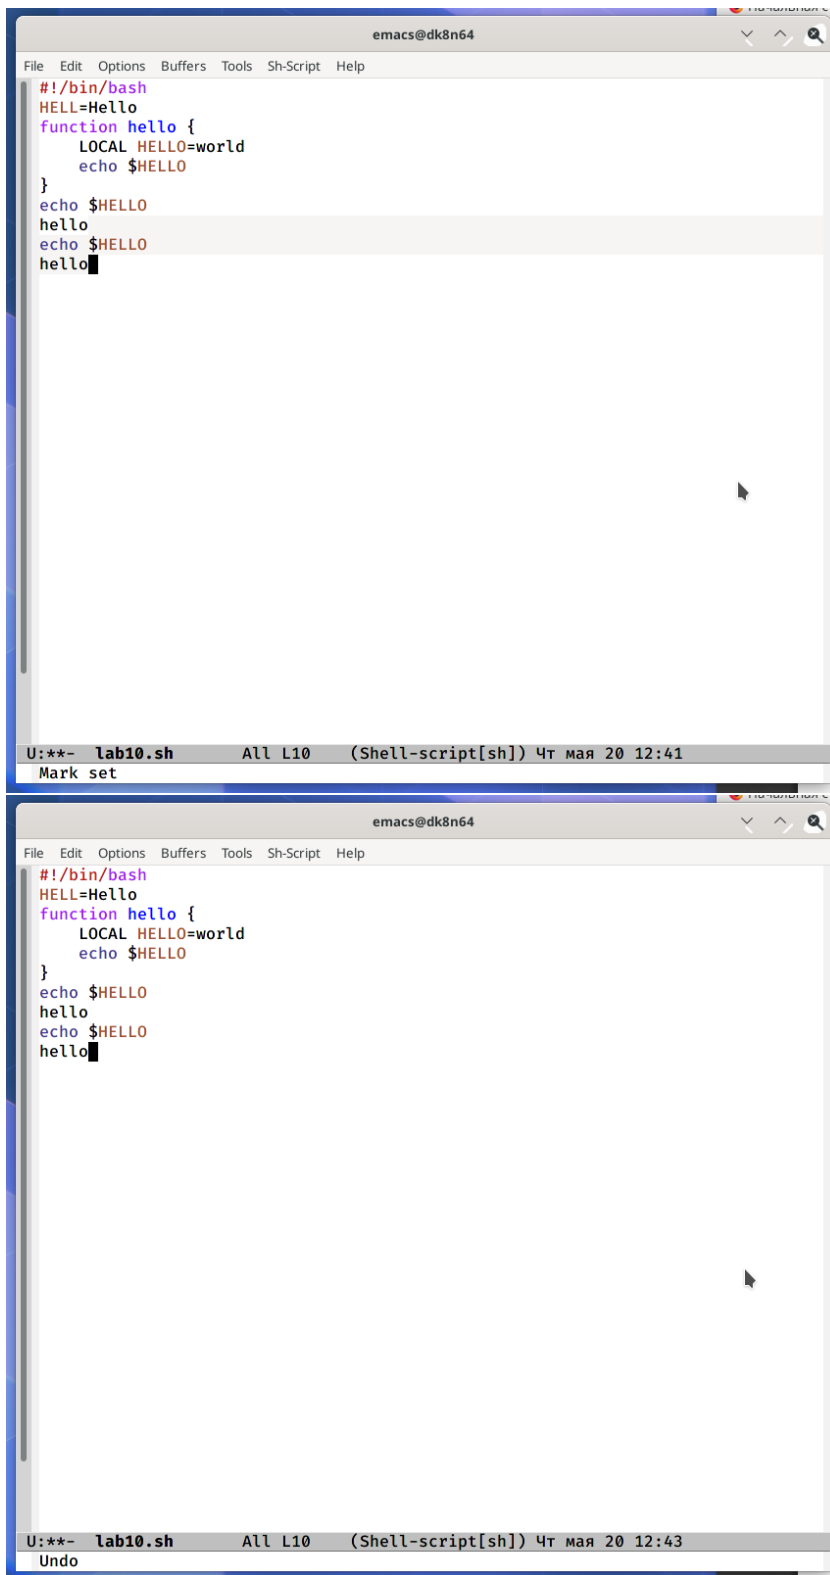 Начальная с
emacs@dk8n64
File Edit Options Buffers Tools Sh-Script Help
#!/bin/bash
HELL=Hello
function hello {
    LOCAL HELLO=world
    echo $HELLO
}
echo $HELLO
hello
echo $HELLO
hello
U:**-  lab10.sh       All L10    (Shell-script[sh]) Чт мая 20 12:41
Mark set
emacs@dk8n64
File Edit Options Buffers Tools Sh-Script Help
#!/bin/bash
HELL=Hello
function hello {
    LOCAL HELLO=world
    echo $HELLO
}
echo $HELLO
hello
echo $HELLO
hello
U:**-  lab10.sh       All L10    (Shell-script[sh]) Чт мая 20 12:43
Undo